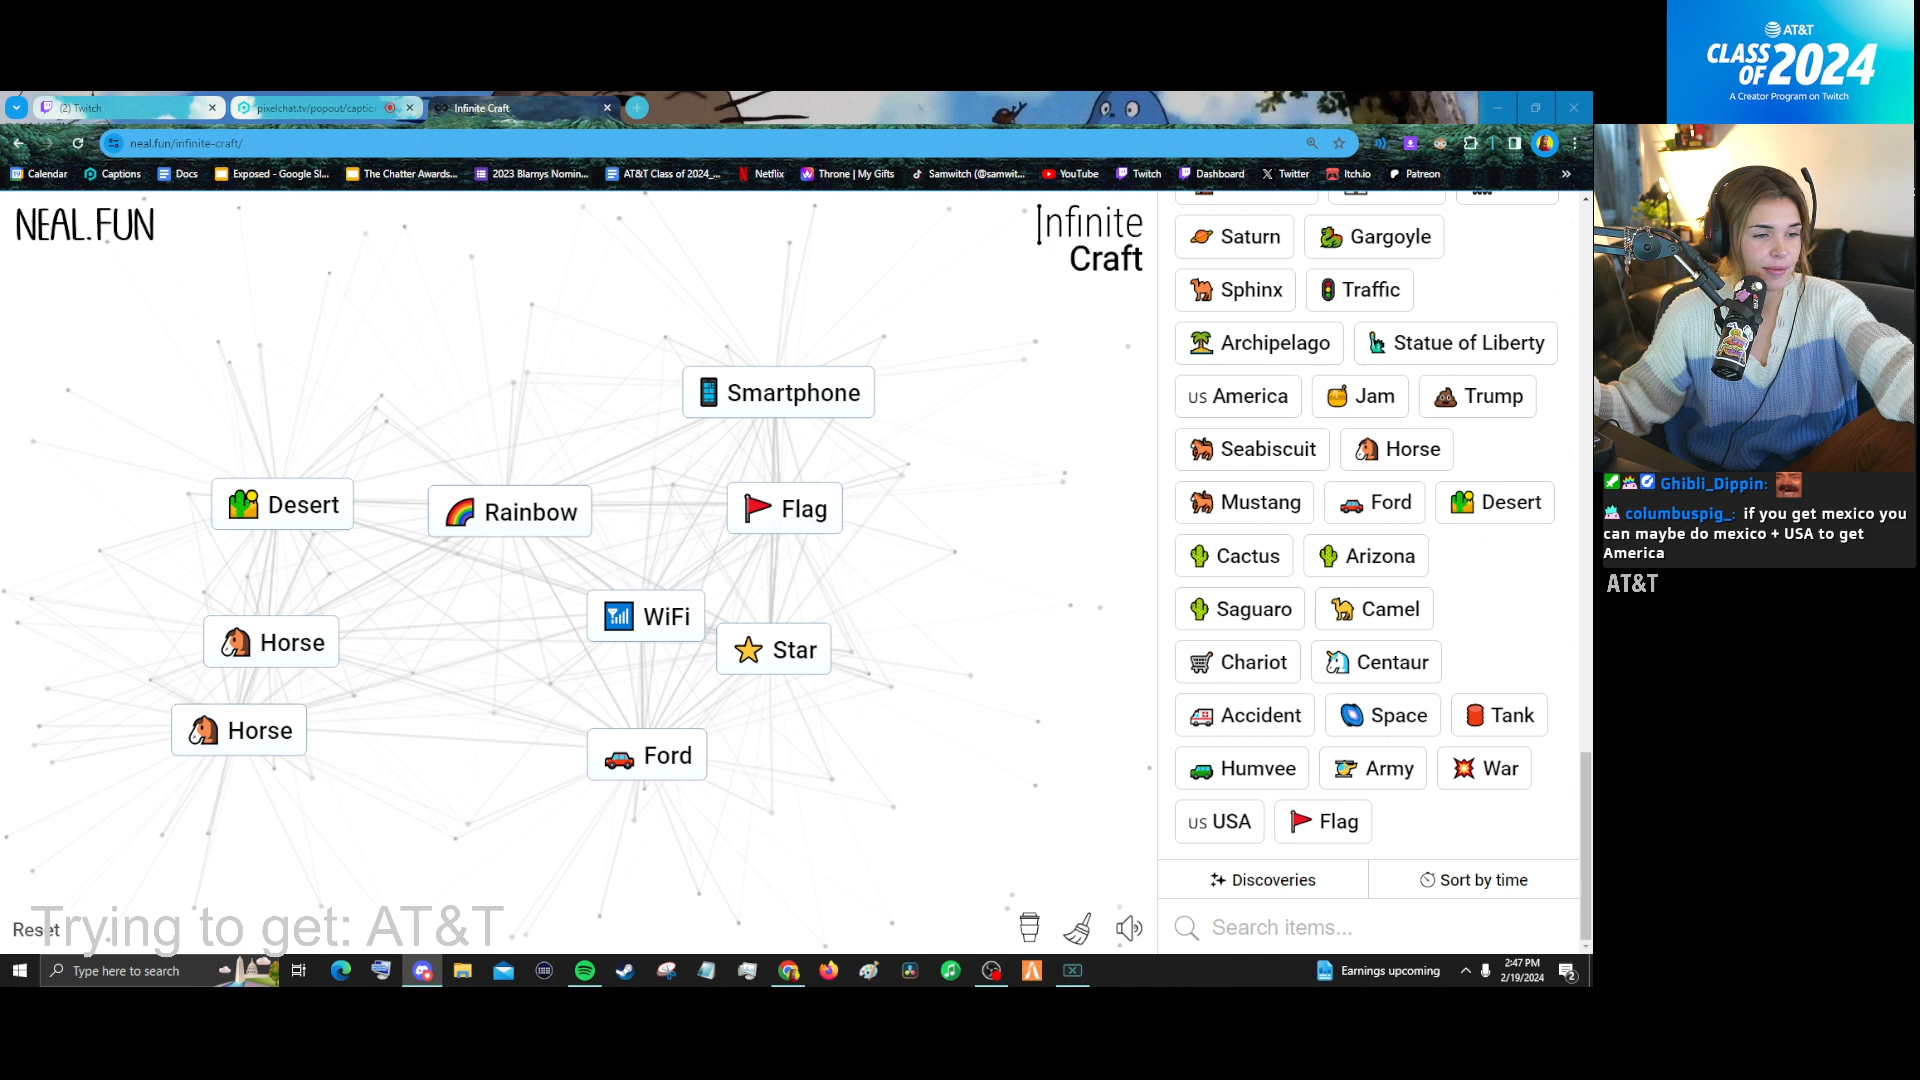 AT&T
CLASS
OF 2024
A Creator Program on Twitch
(2) Twitch
pixelchat.tv/popout/captio
Infinite Craft
neal.fun/infinite-craft/
Calendar
Captions
Docs
Exposed - Google Sl...
The Chatter Awards...
2023 Blarnys Nomin...
AT&T Class of 2024_...
Netflix
Throne | My Gifts
Samwitch (@samwit...
YouTube
Twitch
Dashboard
Twitter
Itch.io
Patreon
»
NEAL.FUN
Infinite
Craft
Smartphone
Desert
Rainbow
Flag
WiFi
Horse
Star
Horse
Ford
Saturn
Gargoyle
Sphinx
Traffic
Archipelago
Statue of Liberty
US America
Jam
Trump
Seabiscuit
Horse
Mustang
Ford
Desert
Cactus
Arizona
Saguaro
Camel
Chariot
Centaur
Accident
Space
Tank
Humvee
Army
War
US USA
Flag
Discoveries
Sort by time
Search items...
Reset
Trying to get: AT&T
Ghibli_Dippin:
columbuspig_: if you get mexico you
can maybe do mexico + USA to get
America
AT&T
Type here to search
Earnings upcoming
2:47 PM
2/19/2024
2